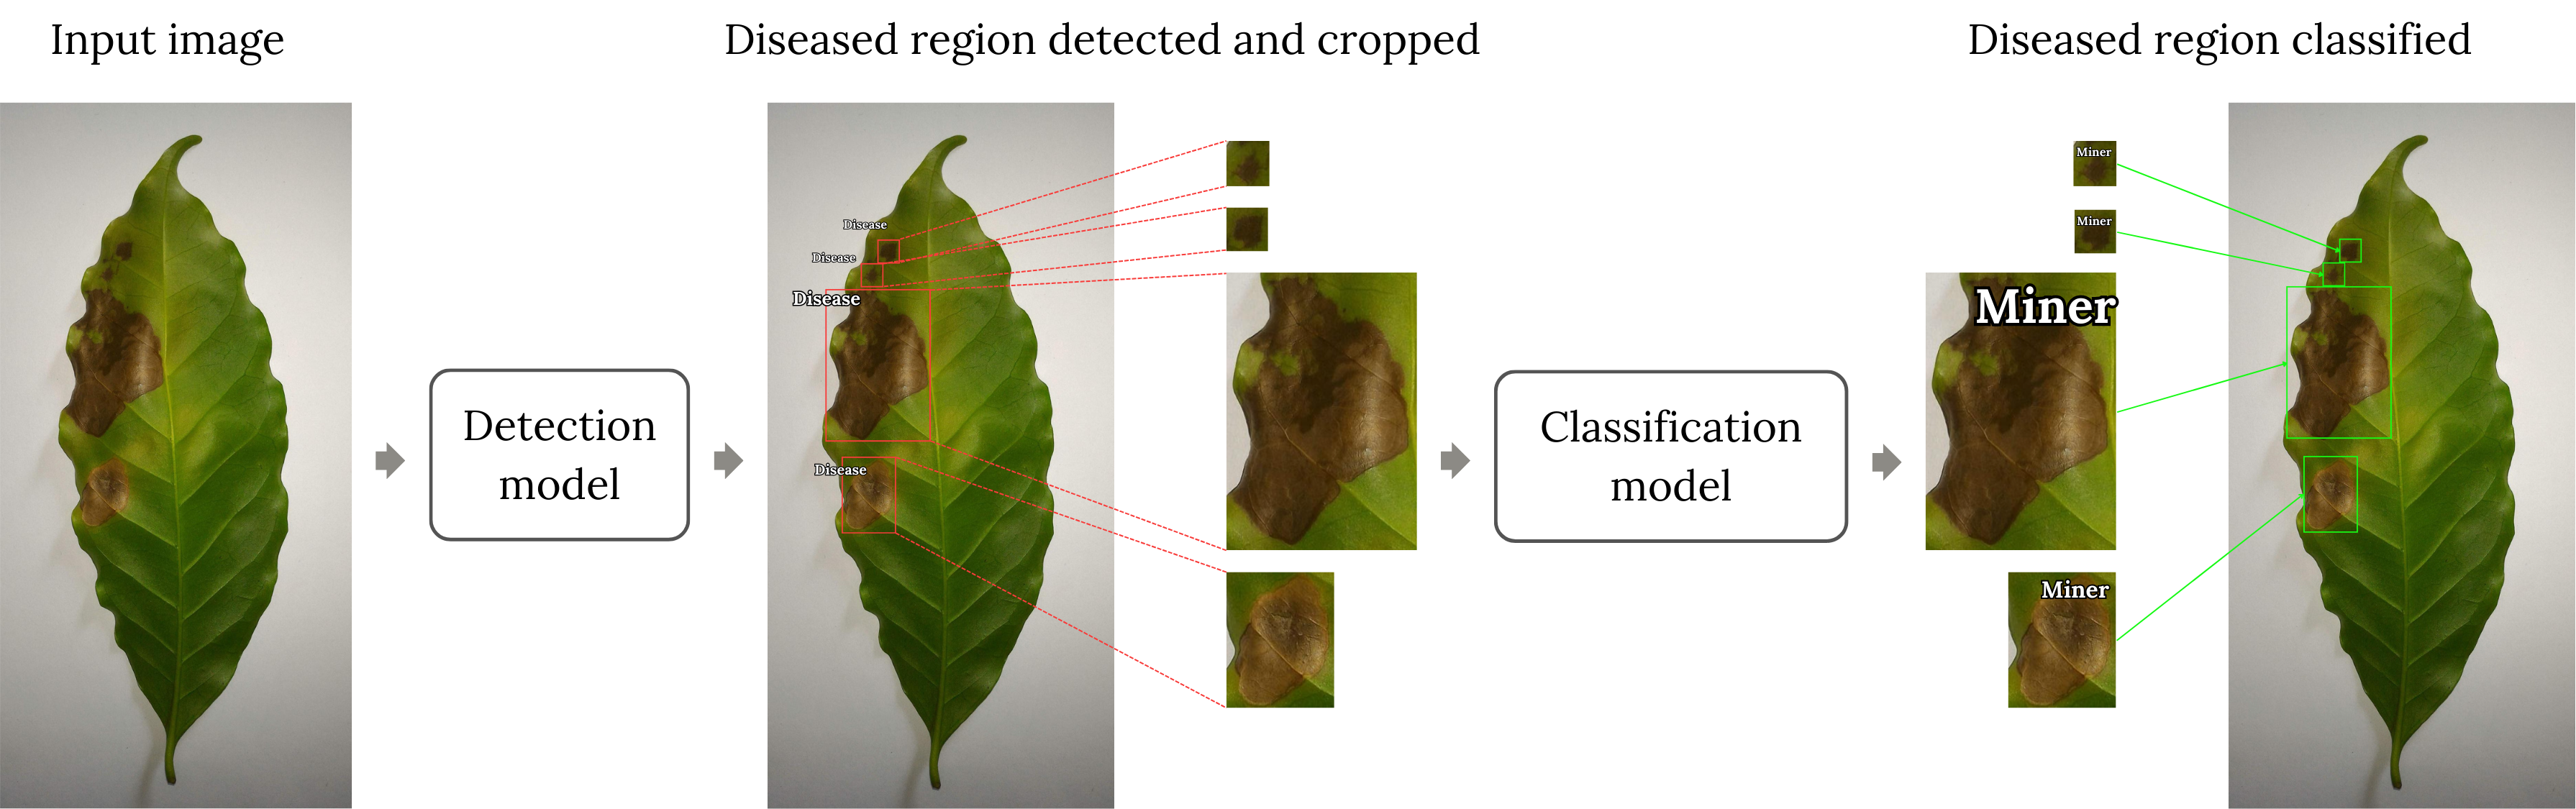 Input image
Diseased region detected and cropped
Diseased region classified
Detection
model
Disease
Disease
Disease
Disease
Classification
model
Miner
Miner
Miner
Miner